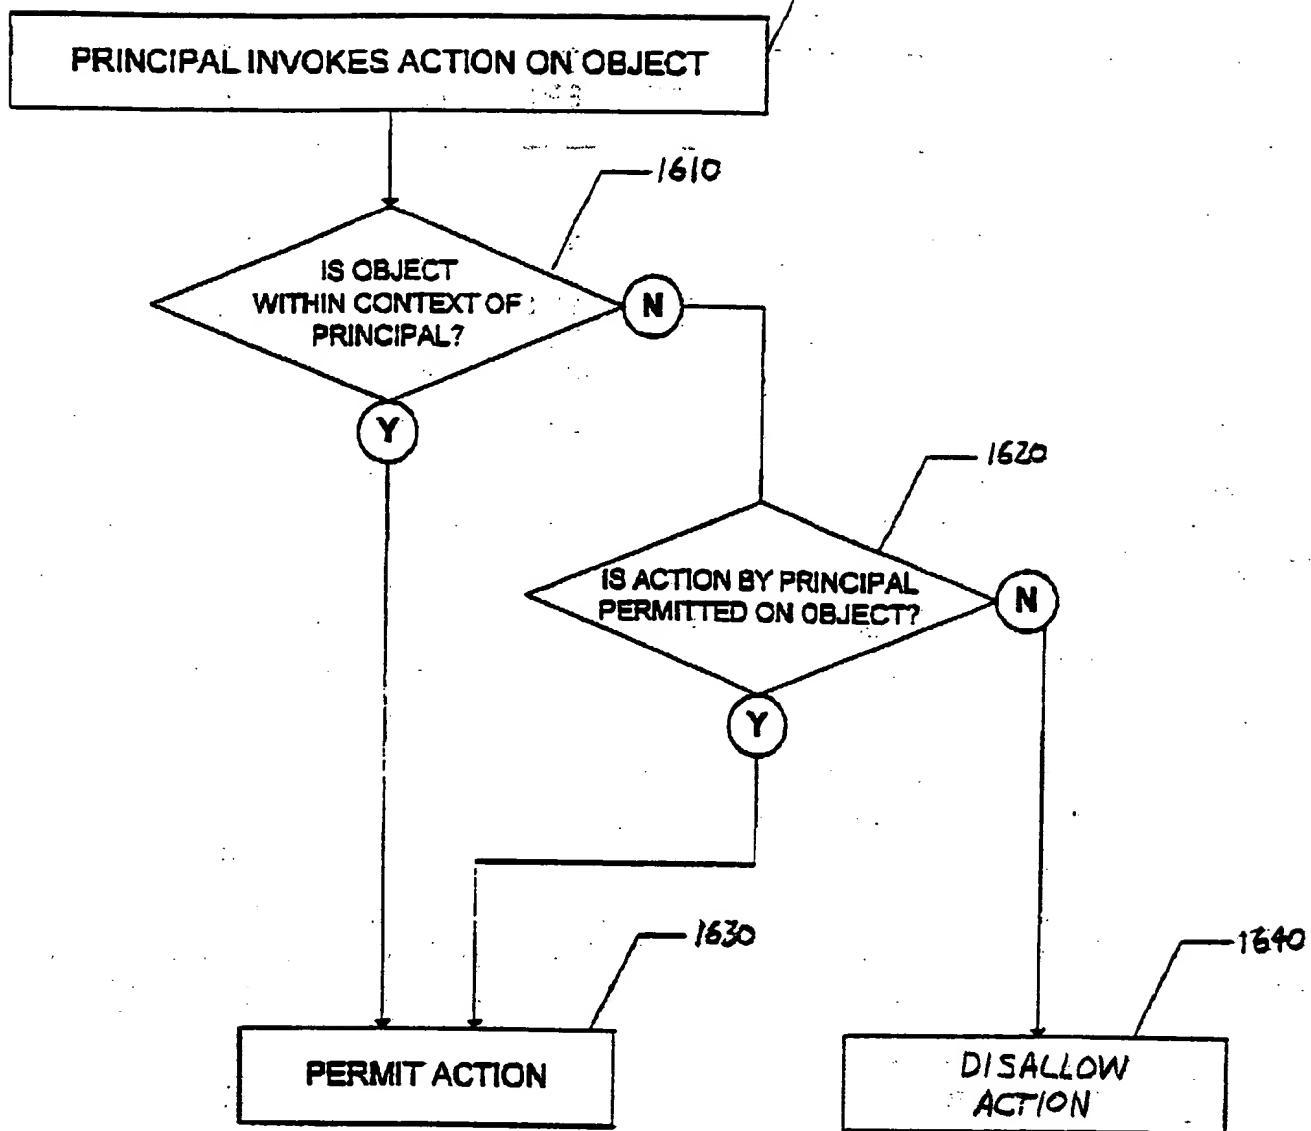 PRINCIPAL INVOKES ACTION ON OBJECT
1610
IS OBJECT
WITHIN CONTEXT OF
PRINCIPAL?
N
Y
1620
IS ACTION BY PRINCIPAL
PERMITTED ON OBJECT?
N
Y
1630
1640
PERMIT ACTION
DISALLOW
ACTION